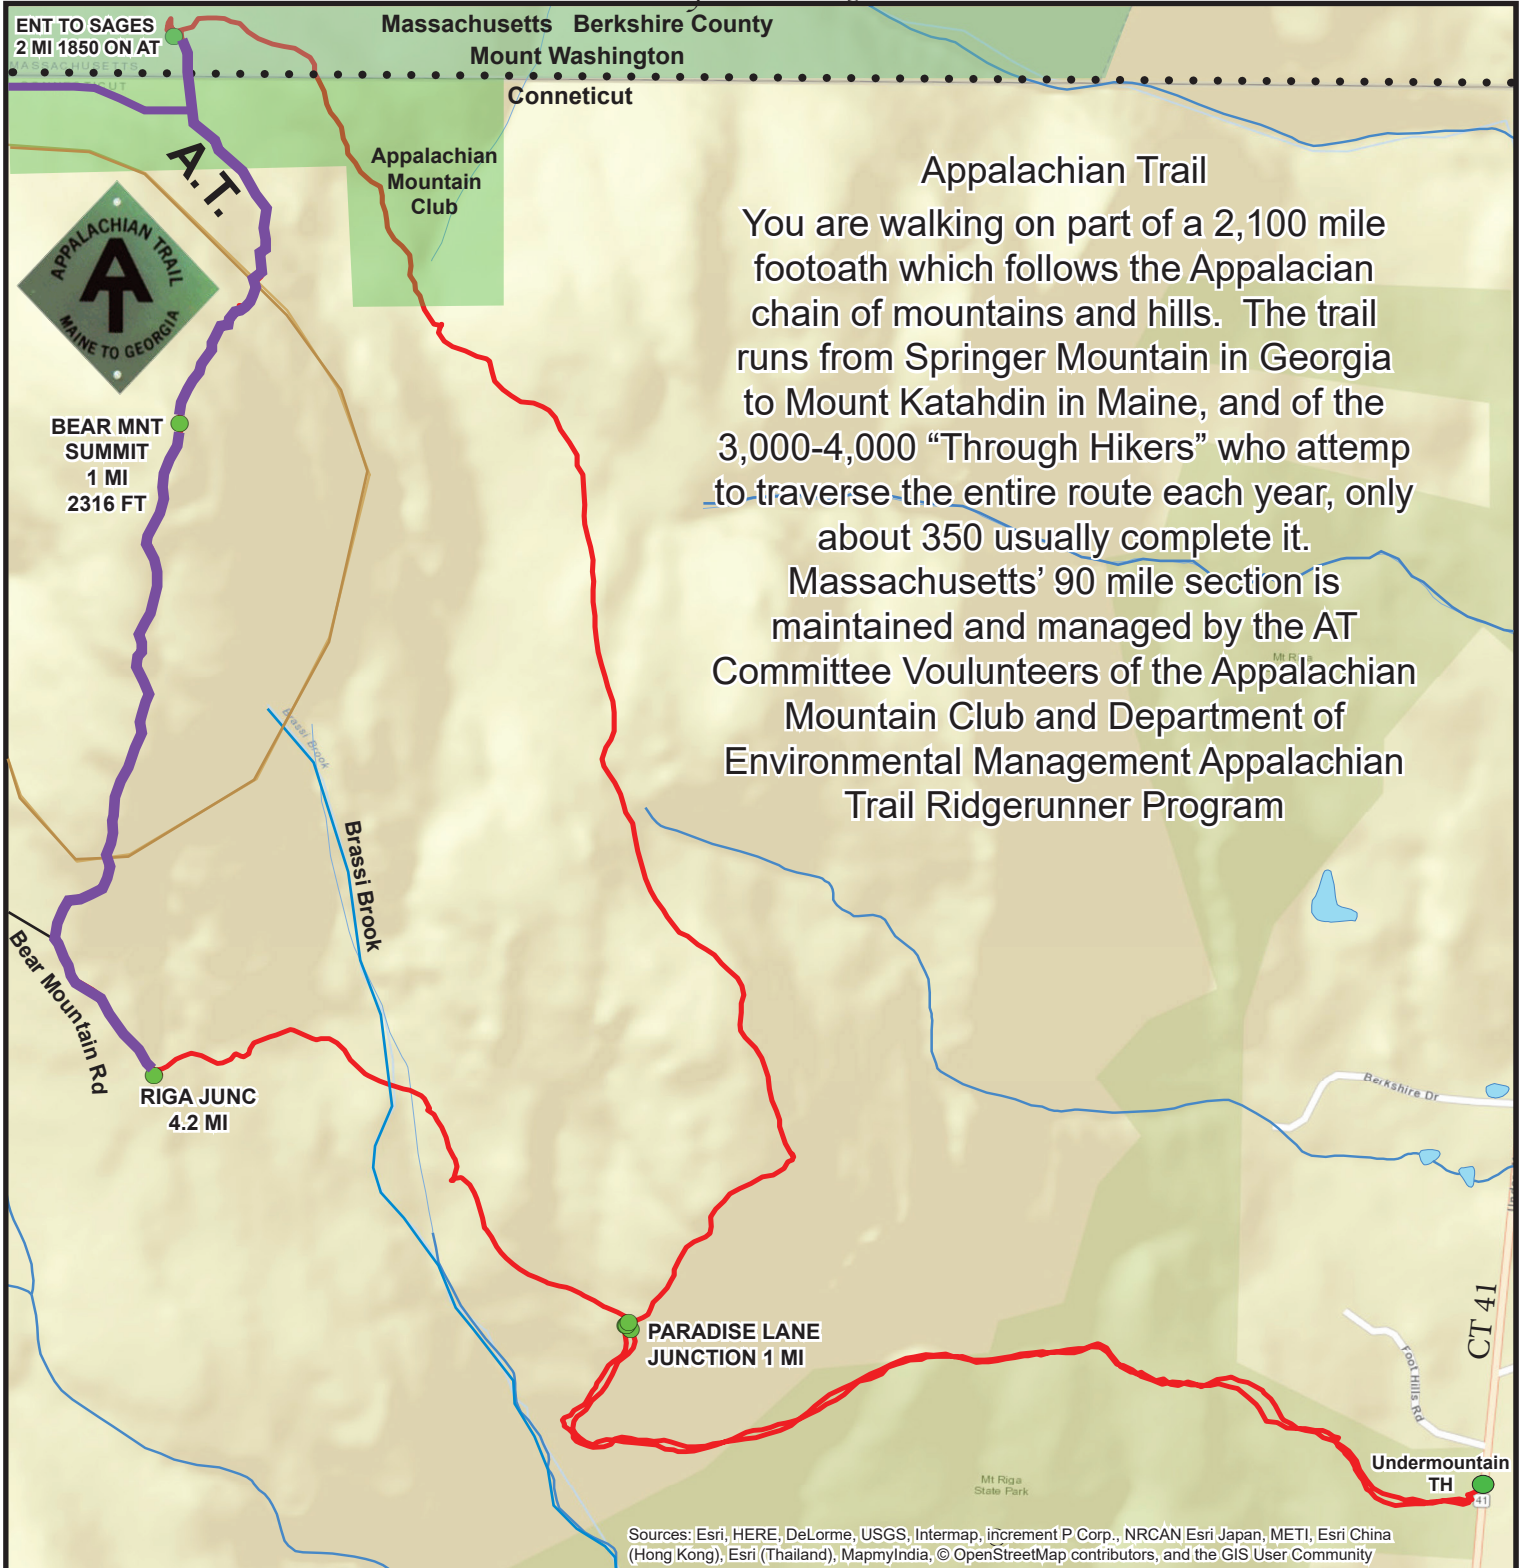 ENT TO SAGES
2 MI 1850 ON AT
MASSACHUSETTS
Massachusetts Berkshire County
Mount Washington
Conneticut
A.T.
Appalachian
Mountain
Club
APPALACHIAN TRAIL
AT
MAINE TO GEORGIA
Appalachian Trail
You are walking on part of a 2,100 mile
footoath which follows the Appalacian
chain of mountains and hills. The trail
runs from Springer Mountain in Georgia
to Mount Katahdin in Maine, and of the
3,000-4,000 “Through Hikers” who attemp
to traverse the entire route each year, only
about 350 usually complete it.
Massachusetts’ 90 mile section is
maintained and managed by the AT
Committee Voulunteers of the Appalachian
Mountain Club and Department of
Environmental Management Appalachian
Trail Ridgerunner Program
BEAR MNT
SUMMIT
1 MI
2316 FT
Mt Riga
Brassi Brook
Brassi Brook
Bear Mountain Rd
RIGA JUNC
4.2 MI
Berkshire Dr
PARADISE LANE
JUNCTION 1 MI
CT 41
Foot Hills Rd
Undermountain
TH
41
Mt Riga
State Park
Sources: Esri, HERE, DeLorme, USGS, Intermap, increment P Corp., NRCAN Esri Japan, METI, Esri China
(Hong Kong), Esri (Thailand), MapmyIndia, © OpenStreetMap contributors, and the GIS User Community